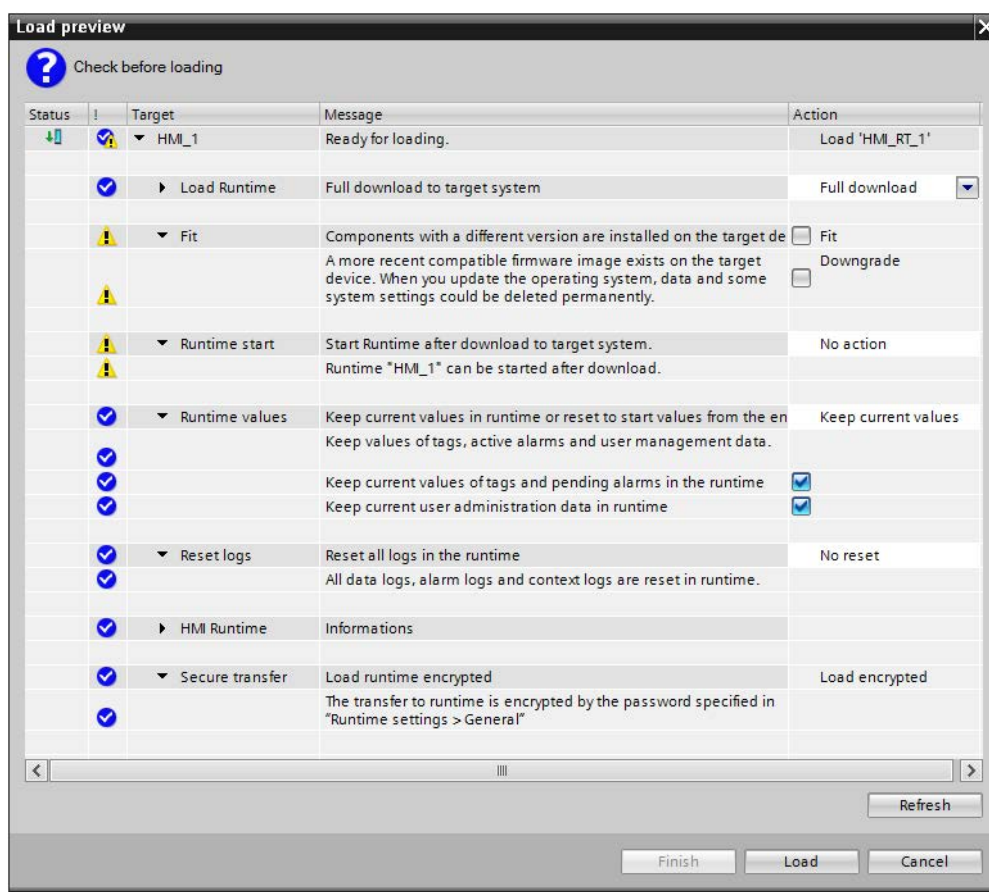 Load preview
Check before loading
Status ! Target Message Action
HMI_1 Ready for loading. Load 'HMI_RT_1'
Load Runtime Full download to target system Full download
Fit Components with a different version are installed on the target de Fit
A more recent compatible firmware image exists on the target Downgrade
device. When you update the operating system, data and some
system settings could be deleted permanently.
Runtime start Start Runtime after download to target system. No action
Runtime "HMI_1" can be started after download.
Runtime values Keep current values in runtime or reset to start values from the en Keep current values
Keep values of tags, active alarms and user management data.
Keep current values of tags and pending alarms in the runtime
Keep current user administration data in runtime
Reset logs Reset all logs in the runtime No reset
All data logs, alarm logs and context logs are reset in runtime.
HMI Runtime Informations
Secure transfer Load runtime encrypted Load encrypted
The transfer to runtime is encrypted by the password specified in
“Runtime settings > General”
Refresh
Finish Load Cancel